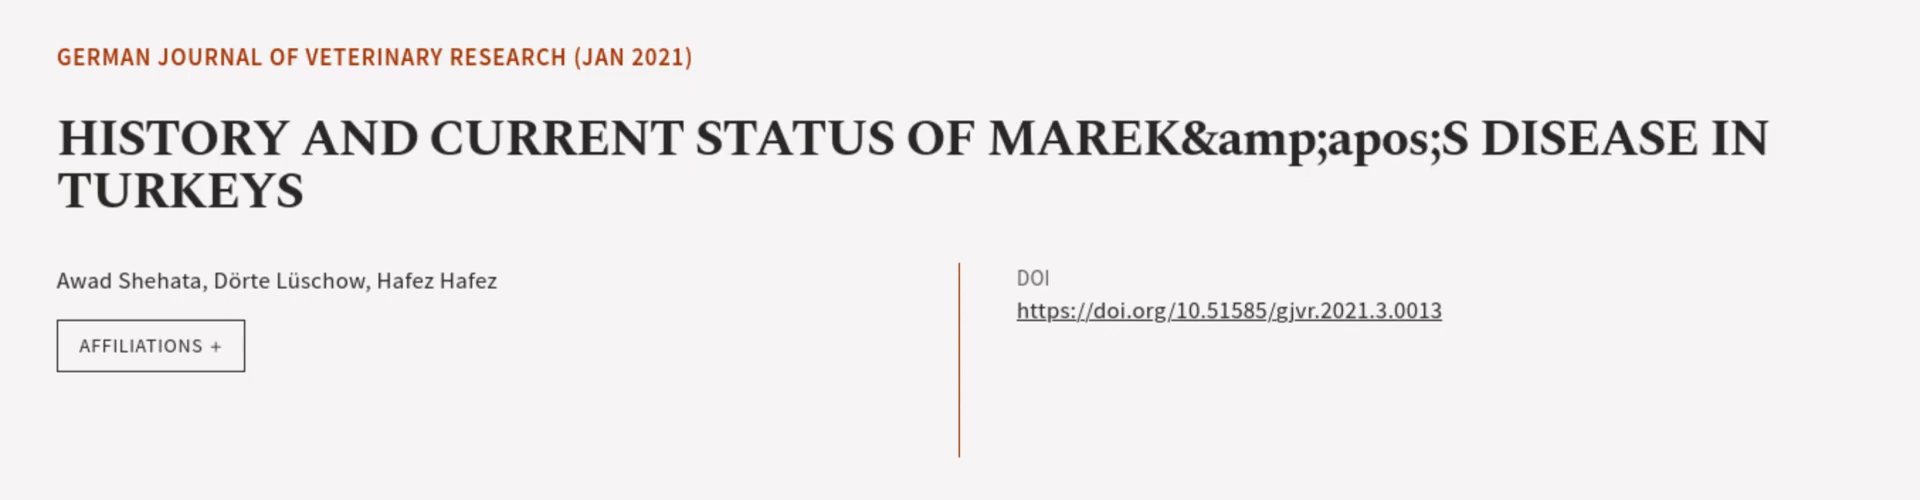 GERMAN JOURNAL OF VETERINARY RESEARCH (JAN 2021)
HISTORY AND CURRENT STATUS OF MAREK&amp;apos;S DISEASE IN
TURKEYS
Awad Shehata, Dörte Lüschow, Hafez Hafez
AFFILIATIONS +
DOI
https://doi.org/10.51585/gjvr.2021.3.0013